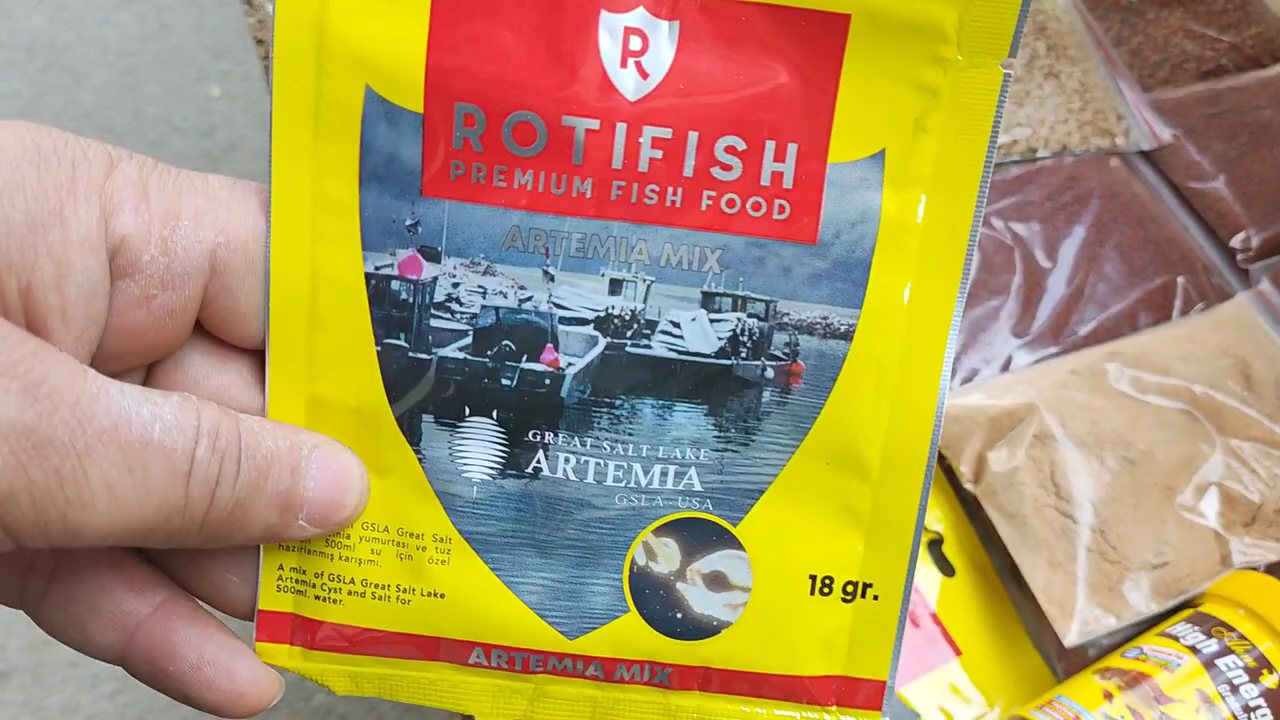 R
ROTIFISH
PREMIUM FISH FOOD
ARTEMIA MIX
GREAT SALT LAKE
ARTEMIA
GSLA-USA
GSLA Great Salt
yumurtası ve tuz
500ml su için özel
hazırlanmış karışımı.
A mix of GSLA Great Salt Lake
Artemia Cyst and Salt for
500ml. water.
18 gr.
ARTEMIA MIX
High Energ